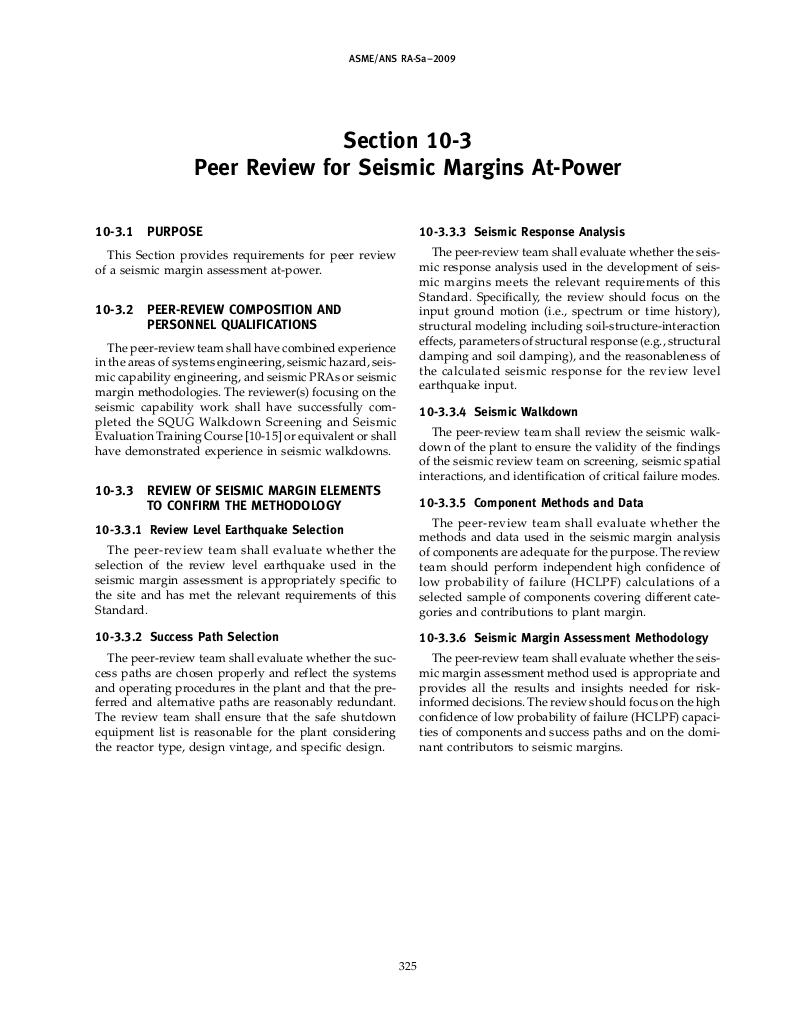 ASME/ANS RA-Sa–2009
Section 10-3
Peer Review for Seismic Margins At-Power
10-3.1 PURPOSE
This Section provides requirements for peer review
of a seismic margin assessment at-power.
10-3.2 PEER-REVIEW COMPOSITION AND
PERSONNEL QUALIFICATIONS
The peer-review team shall have combined experience
in the areas of systems engineering, seismic hazard, seis-
mic capability engineering, and seismic PRAs or seismic
margin methodologies. The reviewer(s) focusing on the
seismic capability work shall have successfully com-
pleted the SQUG Walkdown Screening and Seismic
Evaluation Training Course [10-15] or equivalent or shall
have demonstrated experience in seismic walkdowns.
10-3.3 REVIEW OF SEISMIC MARGIN ELEMENTS
TO CONFIRM THE METHODOLOGY
10-3.3.1 Review Level Earthquake Selection
The peer-review team shall evaluate whether the
selection of the review level earthquake used in the
seismic margin assessment is appropriately specific to
the site and has met the relevant requirements of this
Standard.
10-3.3.2 Success Path Selection
The peer-review team shall evaluate whether the suc-
cess paths are chosen properly and reflect the systems
and operating procedures in the plant and that the pre-
ferred and alternative paths are reasonably redundant.
The review team shall ensure that the safe shutdown
equipment list is reasonable for the plant considering
the reactor type, design vintage, and specific design.
10-3.3.3 Seismic Response Analysis
The peer-review team shall evaluate whether the seis-
mic response analysis used in the development of seis-
mic margins meets the relevant requirements of this
Standard. Specifically, the review should focus on the
input ground motion (i.e., spectrum or time history),
structural modeling including soil-structure-interaction
effects, parameters of structural response (e.g., structural
damping and soil damping), and the reasonableness of
the calculated seismic response for the review level
earthquake input.
10-3.3.4 Seismic Walkdown
The peer-review team shall review the seismic walk-
down of the plant to ensure the validity of the findings
of the seismic review team on screening, seismic spatial
interactions, and identification of critical failure modes.
10-3.3.5 Component Methods and Data
The peer-review team shall evaluate whether the
methods and data used in the seismic margin analysis
of components are adequate for the purpose. The review
team should perform independent high confidence of
low probability of failure (HCLPF) calculations of a
selected sample of components covering different cate-
gories and contributions to plant margin.
10-3.3.6 Seismic Margin Assessment Methodology
The peer-review team shall evaluate whether the seis-
mic margin assessment method used is appropriate and
provides all the results and insights needed for risk-
informed decisions. The review should focus on the high
confidence of low probability of failure (HCLPF) capaci-
ties of components and success paths and on the domi-
nant contributors to seismic margins.
325